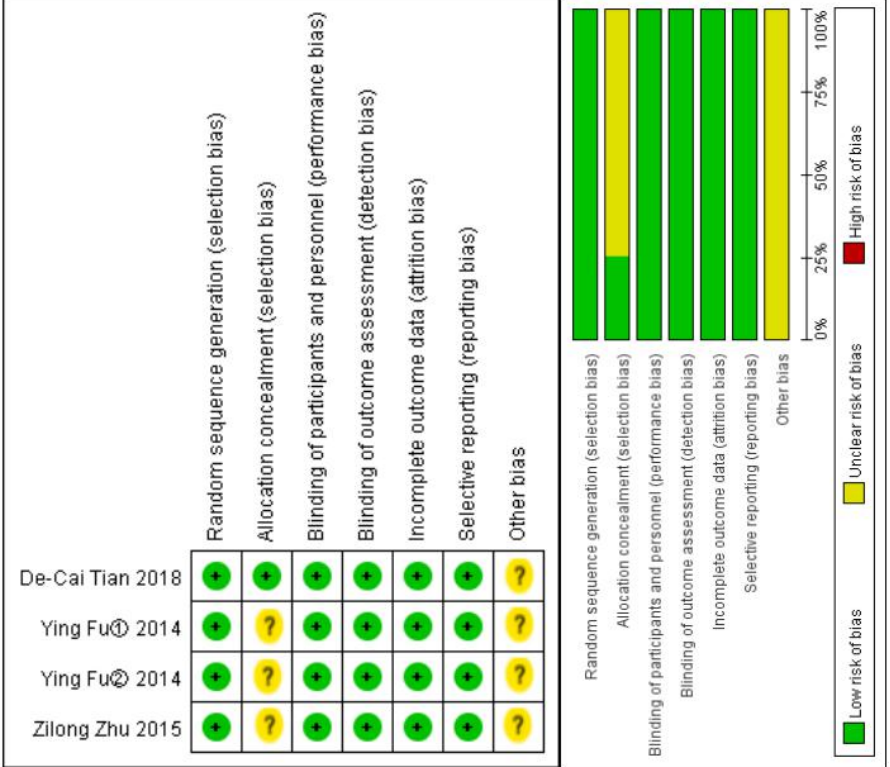 Random sequence generation (selection bias)
Allocation concealment (selection bias)
Blinding of participants and personnel (performance bias)
Blinding of outcome assessment (detection bias)
Incomplete outcome data (attrition bias)
Selective reporting (reporting bias)
Other bias
De-Cai Tian 2018 + + + + + + ?
Ying Fu① 2014 + ? + + + + ?
Ying Fu② 2014 + ? + + + + ?
Zilong Zhu 2015 + ? + + + + ?
Random sequence generation (selection bias)
Allocation concealment (selection bias)
Blinding of participants and personnel (performance bias)
Blinding of outcome assessment (detection bias)
Incomplete outcome data (attrition bias)
Selective reporting (reporting bias)
Other bias
0% 25% 50% 75% 100%
Low risk of bias Unclear risk of bias High risk of bias